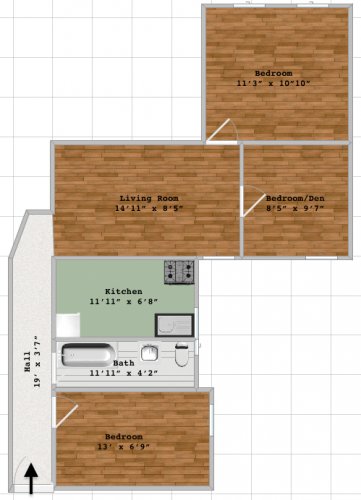 Bedroom
11'3" x 10"10"
Living Room
14'11" x 8'5"
Bedroom/Den
8'5" x 9'7"
Kitchen
11'11" x 6'8"
Bath
11'11" x 4'2"
Hall
19' x 3'7"
Bedroom
13' x 6'9"